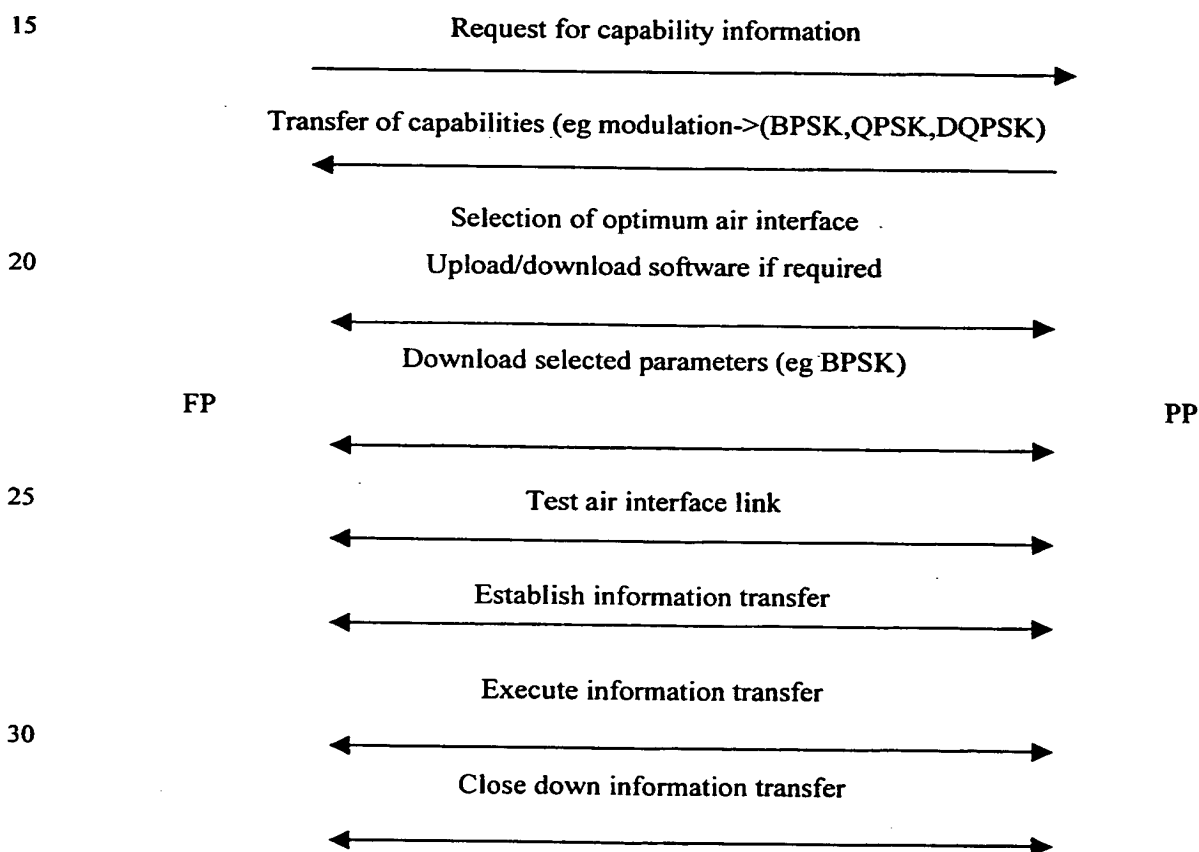 15
Request for capability information
Transfer of capabilities (eg modulation->(BPSK,QPSK,DQPSK)
Selection of optimum air interface
20
Upload/download software if required
Download selected parameters (eg BPSK)
FP
PP
25
Test air interface link
Establish information transfer
Execute information transfer
30
Close down information transfer